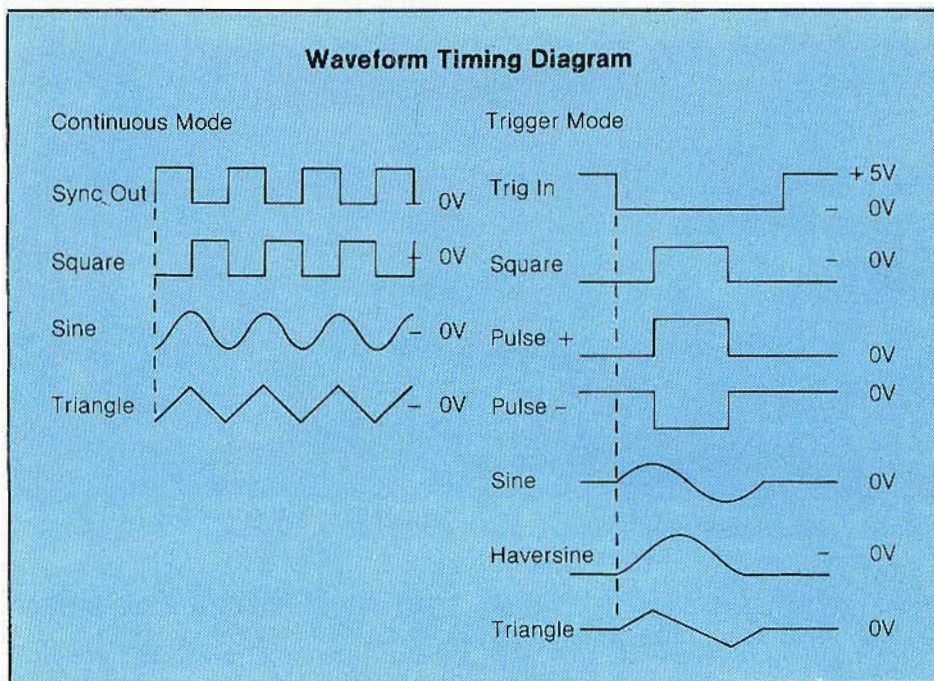 Waveform Timing Diagram
Continuous Mode
Sync Out 0V
Square 0V
Sine 0V
Triangle 0V
Trigger Mode
Trig In + 5V
0V
Square 0V
Pulse + 0V
Pulse – 0V
Sine 0V
Haversine 0V
Triangle 0V